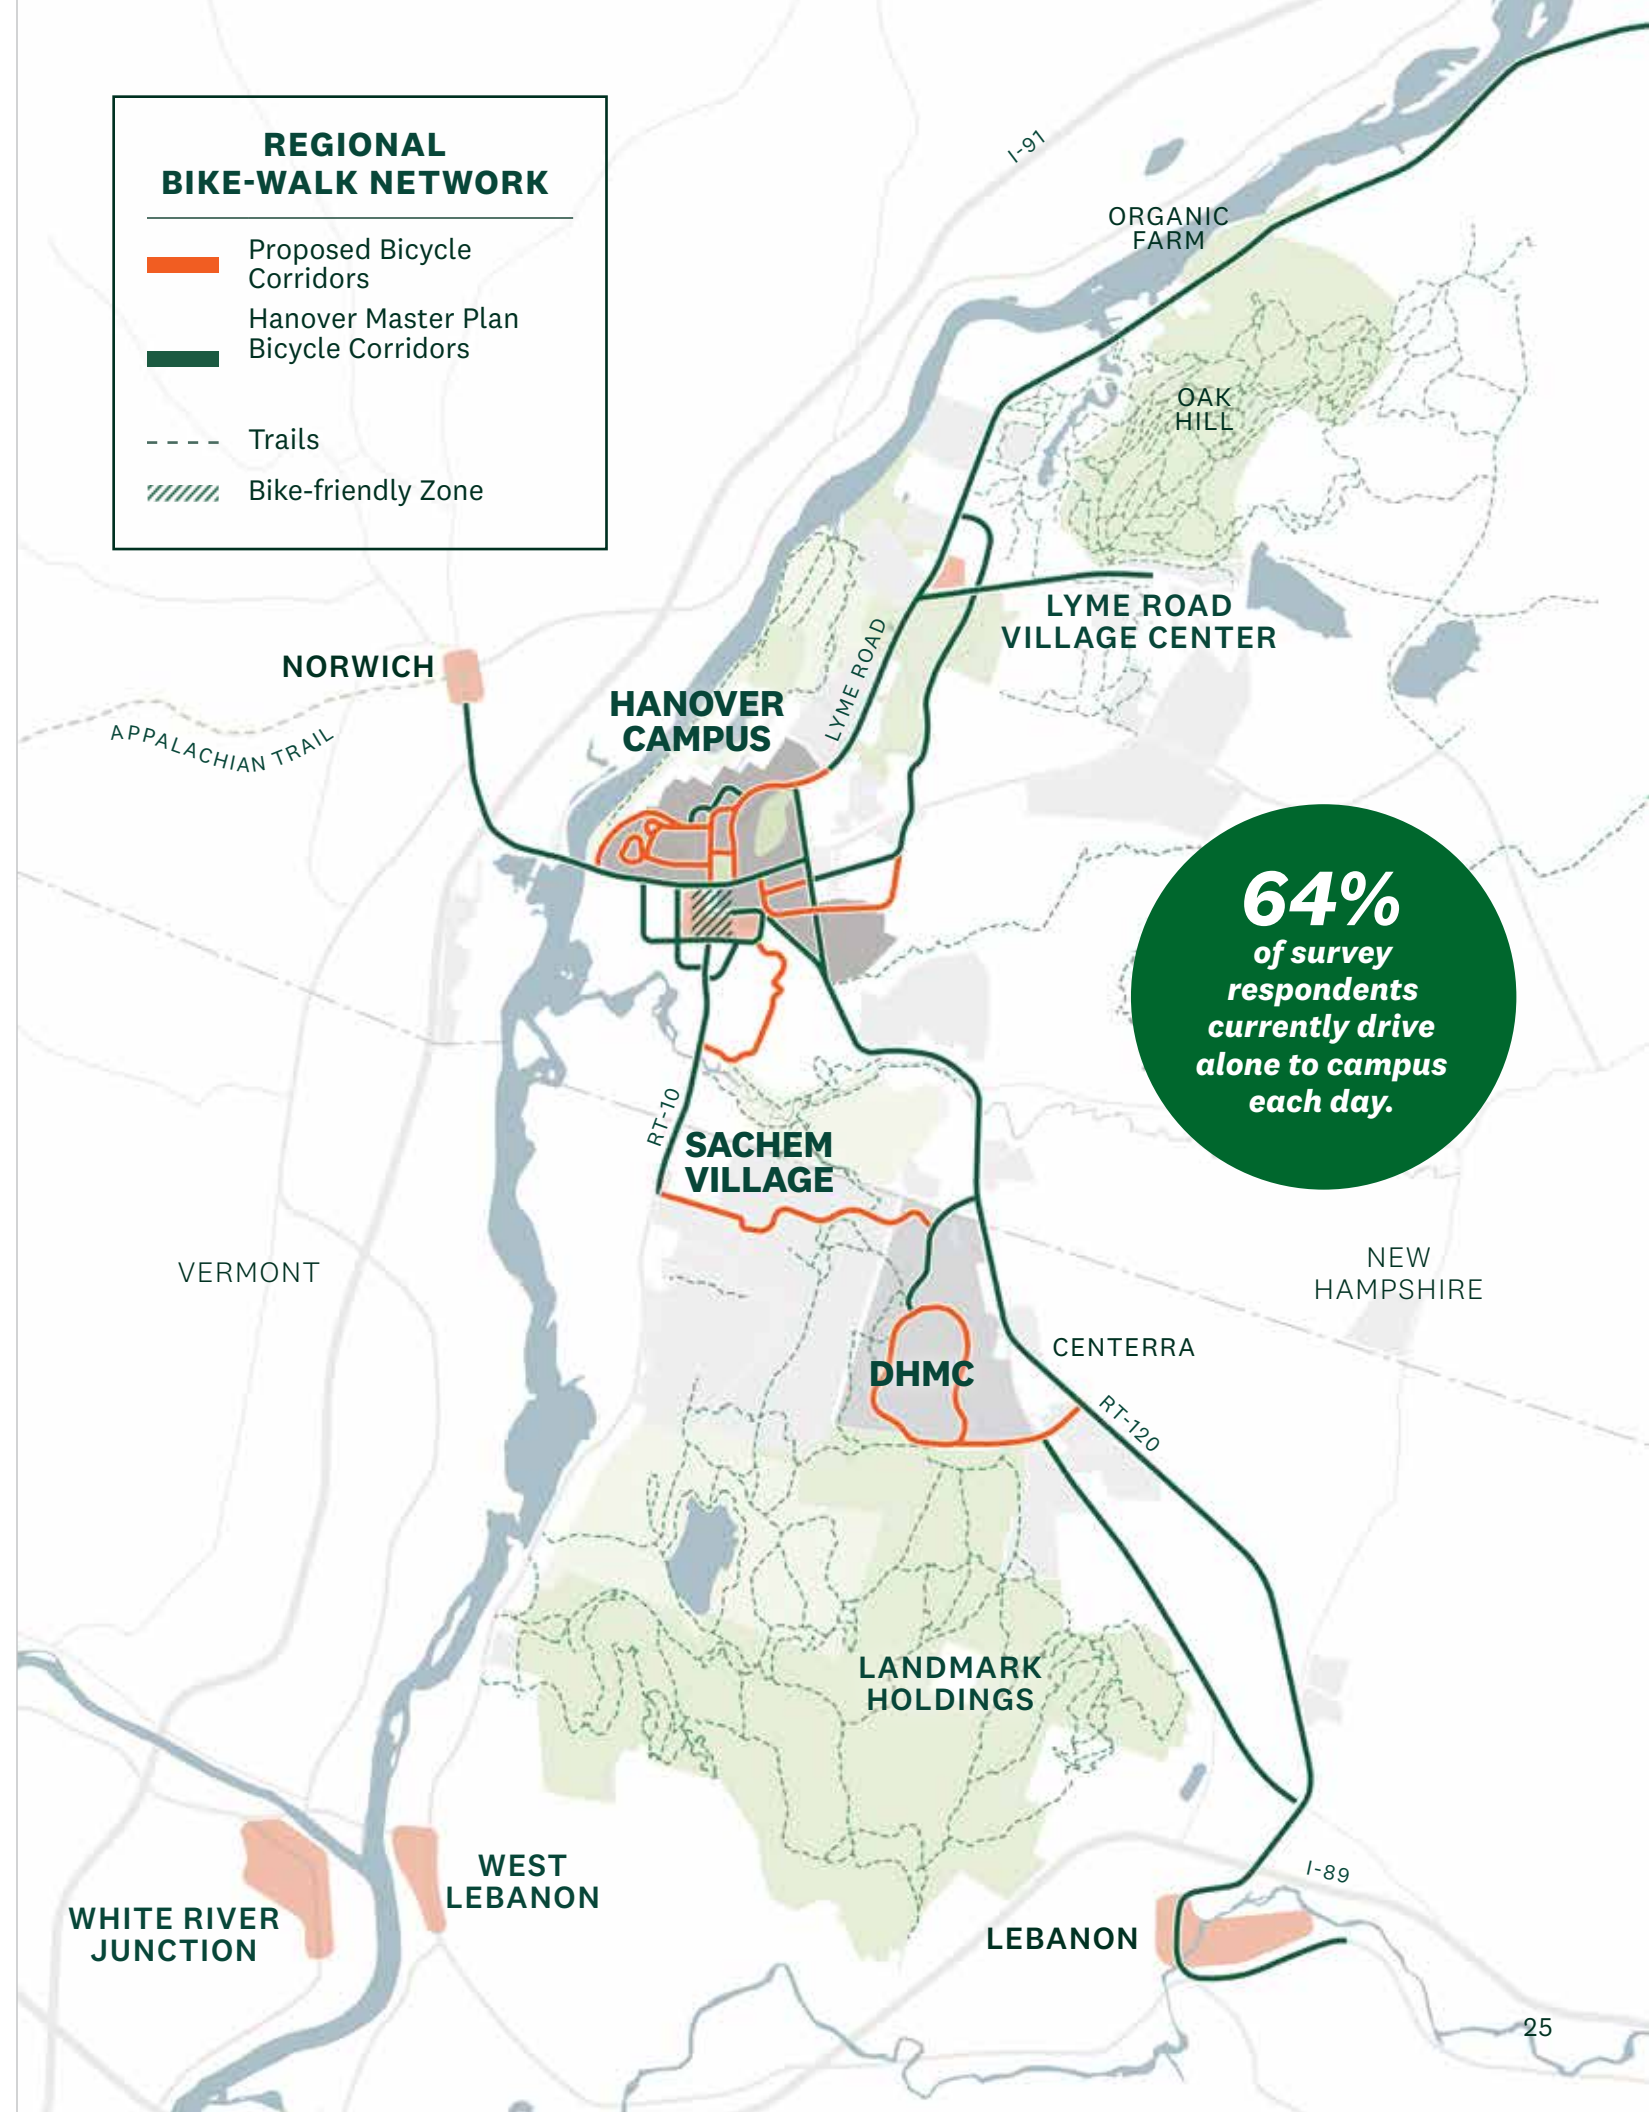 REGIONAL
BIKE-WALK NETWORK
Proposed Bicycle
Corridors
Hanover Master Plan
Bicycle Corridors
Trails
Bike-friendly Zone
I-91
ORGANIC
FARM
OAK
HILL
LYME ROAD
VILLAGE CENTER
LYME ROAD
NORWICH
APPALACHIAN TRAIL
HANOVER
CAMPUS
64%
of survey
respondents
currently drive
alone to campus
each day.
RT-10
SACHEM
VILLAGE
VERMONT
NEW
HAMPSHIRE
CENTERRA
DHMC
RT-120
LANDMARK
HOLDINGS
WEST
LEBANON
WHITE RIVER
JUNCTION
I-89
LEBANON
25